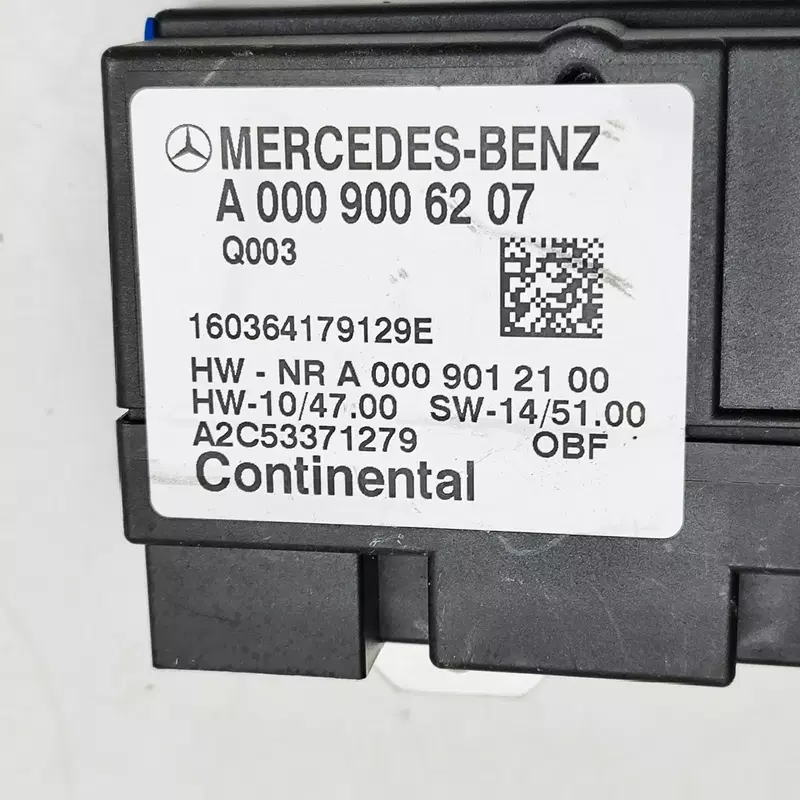 MERCEDES-BENZ
A 000 900 62 07
Q003
160364179129E
HW - NR A 000 901 21 00
HW-10/47.00 SW-14/51.00
A2C53371279 OBF
Continental